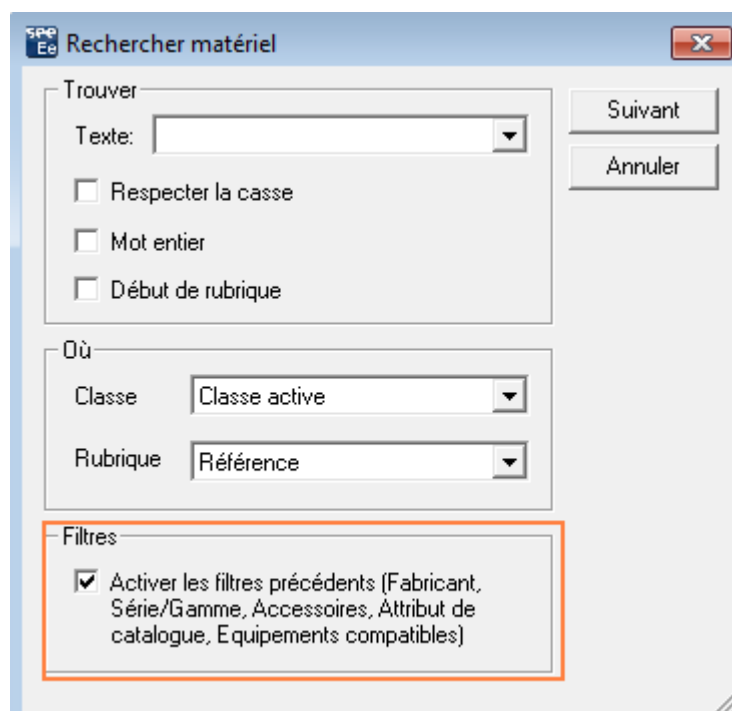 see
Ee
Rechercher matériel
Trouver
Texte:
Respecter la casse
Mot entier
Début de rubrique
Suivant
Annuler
Où
Classe
Classe active
Rubrique
Référence
Filtres
Activer les filtres précédents (Fabricant,
Série/Gamme, Accessoires, Attribut de
catalogue, Equipements compatibles)